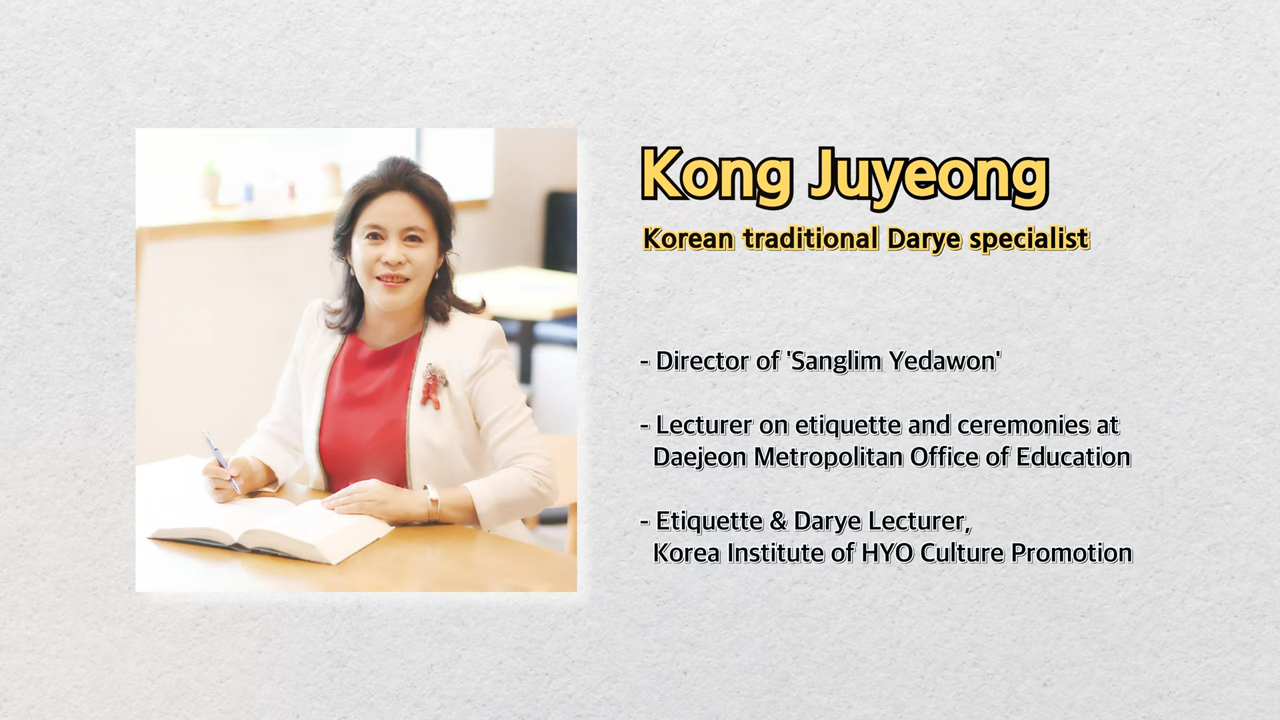 Kong Juyeong
Korean traditional Darye specialist
- Director of 'Sanglim Yedawon'
- Lecturer on etiquette and ceremonies at
Daejeon Metropolitan Office of Education
- Etiquette & Darye Lecturer,
Korea Institute of HYO Culture Promotion